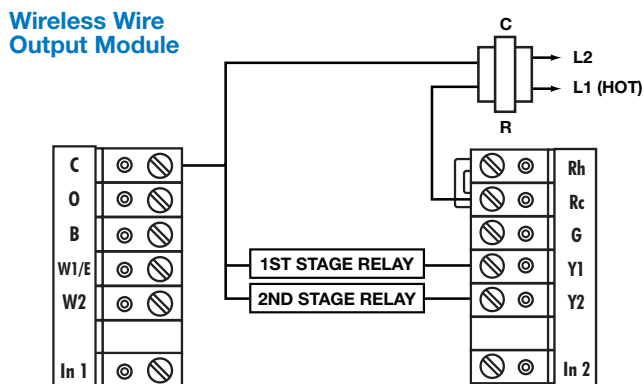 Wireless Wire
Output Module
C
L2
L1 (HOT)
R
C
O
B
W1/E
W2
In 1
1ST STAGE RELAY
2ND STAGE RELAY
Rh
Rc
G
Y1
Y2
In 2